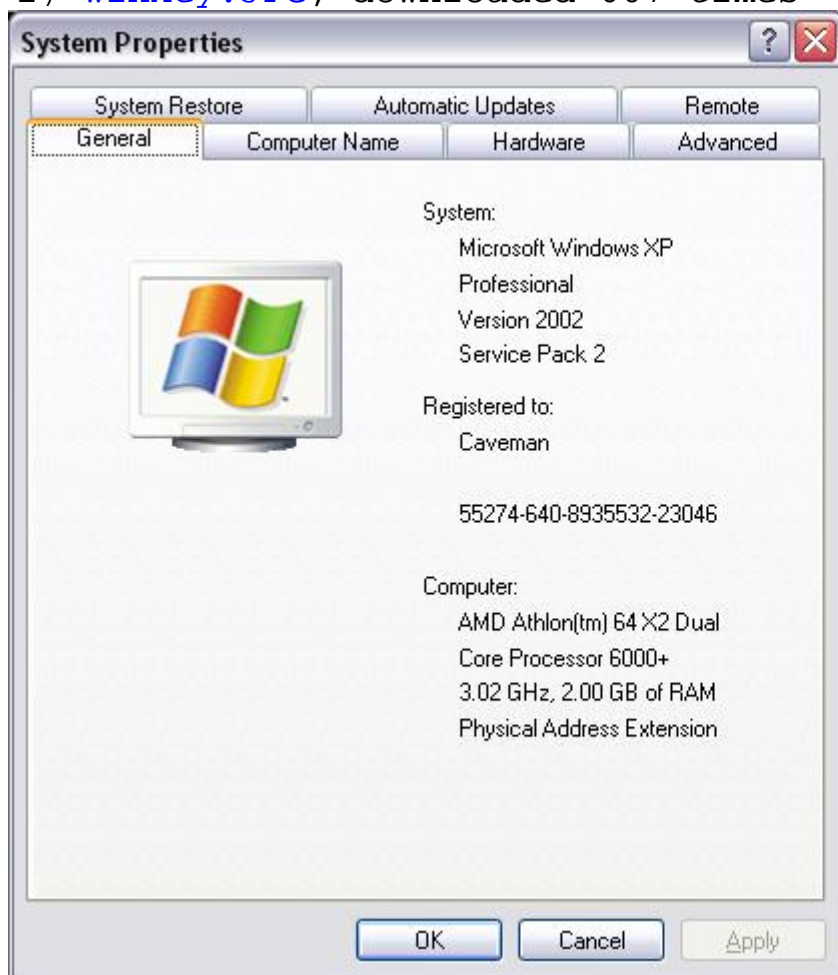 System Properties
System Restore Automatic Updates Remote
General Computer Name Hardware Advanced
System:
Microsoft Windows XP
Professional
Version 2002
Service Pack 2
Registered to:
Caveman
55274-640-8935532-23046
Computer:
AMD Athlon(tm) 64 X2 Dual
Core Processor 6000+
3.02 GHz, 2.00 GB of RAM
Physical Address Extension
OK Cancel Apply